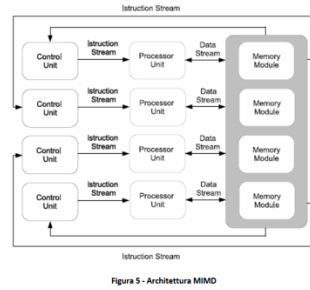 Istruction Stream
Control Unit
Istruction Stream
Processor Unit
Data Stream
Memory Module
Control Unit
Istruction Stream
Processor Unit
Data Stream
Memory Module
Control Unit
Istruction Stream
Processor Unit
Data Stream
Memory Module
Control Unit
Istruction Stream
Processor Unit
Data Stream
Memory Module
Istruction Stream
Figura 5 - Architettura MIMD